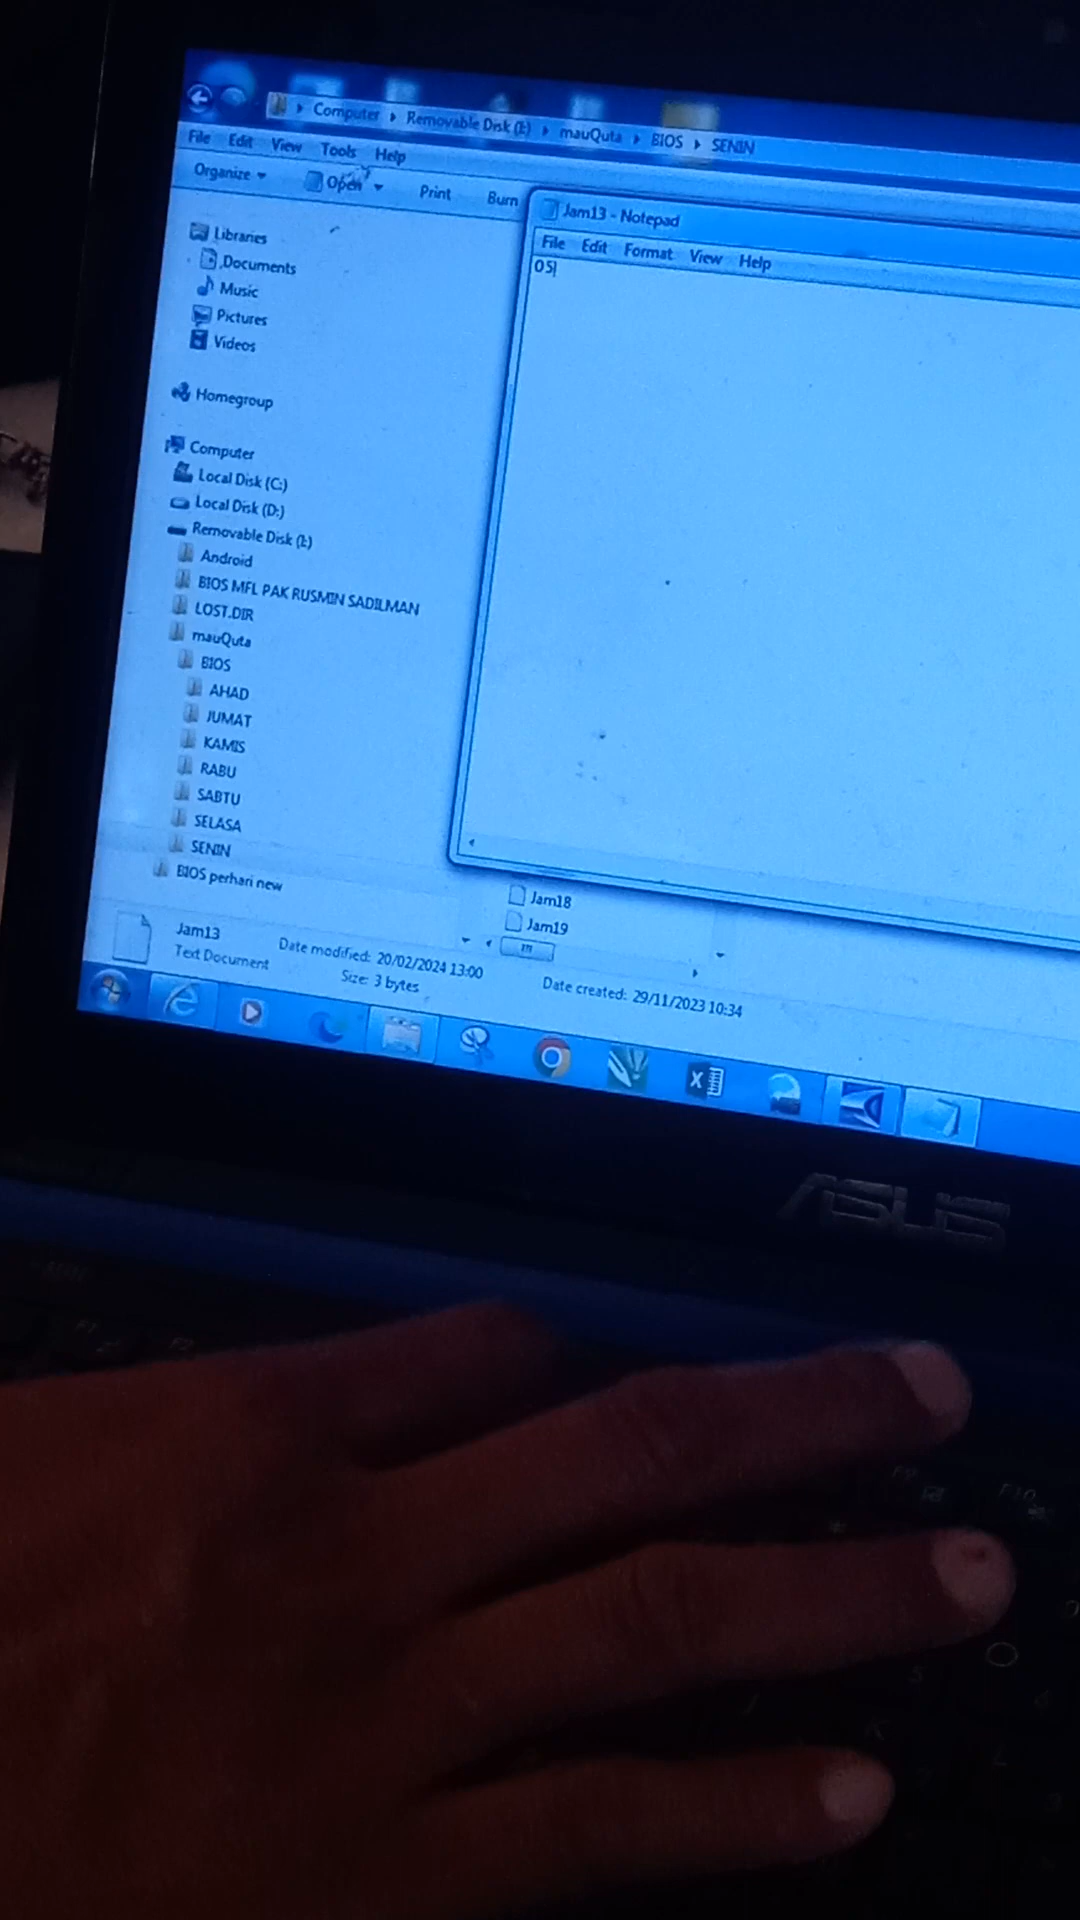 Computer ▸ Removable Disk (I:) ▸ mauQuta ▸ BIOS ▸ SENIN
File Edit View Tools Help
Organize Open Print Burn
Jam13 - Notepad
File Edit Format View Help
05
Libraries
Documents
Music
Pictures
Videos
Homegroup
Computer
Local Disk (C:)
Local Disk (D:)
Removable Disk (I:)
Android
BIOS MFL PAK RUSMIN SADILMAN
LOST.DIR
mauQuta
BIOS
AHAD
JUMAT
KAMIS
RABU
SABTU
SELASA
SENIN
BIOS perhari new
Jam18
Jam19
Jam13
Text Document
Date modified: 20/02/2024 13:00
Size: 3 bytes
Date created: 29/11/2023 10:34
ASUS
F9
F10